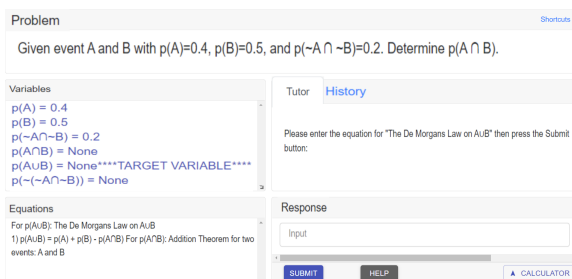 Problem
Shortcuts
Given event A and B with p(A)=0.4, p(B)=0.5, and p(~A ∩ ~B)=0.2. Determine p(A ∩ B).
Variables
p(A) = 0.4
p(B) = 0.5
p(~A∩~B) = 0.2
p(A∩B) = None
p(A∪B) = None****TARGET VARIABLE****
p(~(~A∩~B)) = None
Tutor History
Please enter the equation for "The De Morgans Law on A∪B" then press the Submit
button:
Equations
For p(A∪B): The De Morgans Law on A∪B
1) p(A∪B) = p(A) + p(B) - p(A∩B) For p(A∩B): Addition Theorem for two
events: A and B
Response
Input
SUBMIT
HELP
CALCULATOR